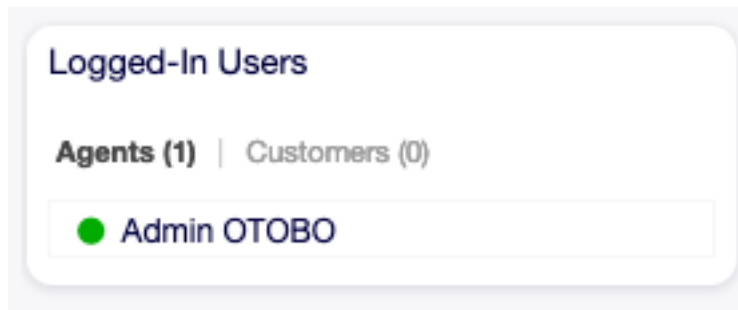 Logged-In Users
Agents (1) | Customers (0)
Admin OTOBO